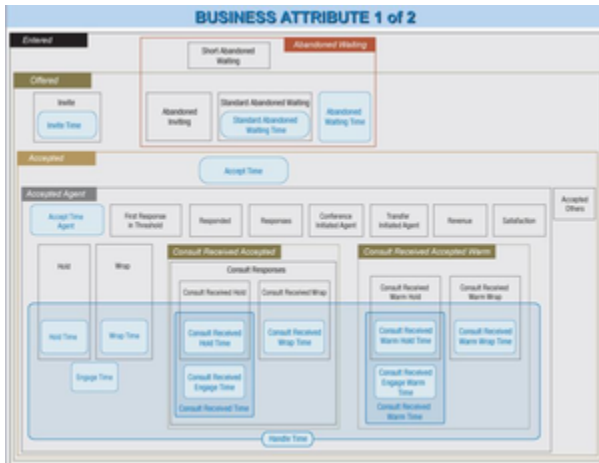 BUSINESS ATTRIBUTE 1 of 2
Entered
Abandoned Waiting
Short Abandoned
Waiting
Offered
Invite
Invite Time
Abandoned
Inviting
Standard Abandoned Waiting
Standard Abandoned
Waiting Time
Abandoned
Waiting Time
Accepted
Accept Time
Accepted Agent
Accepted
Others
Accept Time
Agent
First Response
in Threshold
Responded
Responses
Conference
Initiated Agent
Transfer
Initiated Agent
Revenue
Satisfaction
Hold
Wrap
Consult Received Accepted
Consult Responses
Consult Received Hold
Consult Received Wrap
Consult Received Accepted Warm
Consult Received
Warm Hold
Consult Received
Warm Wrap
Hold Time
Wrap Time
Consult Received
Hold Time
Consult Received
Wrap Time
Consult Received
Warm Hold Time
Consult Received
Warm Wrap Time
Engage Time
Consult Received
Engage Time
Consult Received Time
Consult Received
Engage Warm
Time
Consult Received
Warm Time
Handle Time